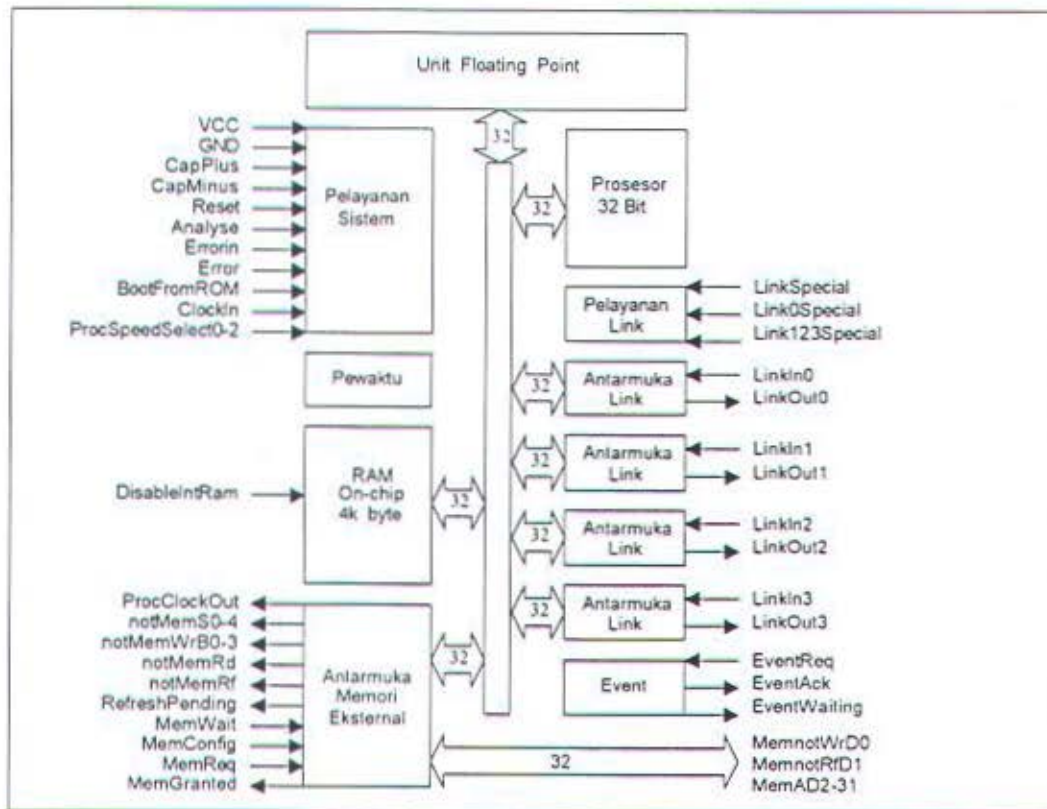 Unit Floating Point
32
VCC
GND
CapPlus
CapMinus
Reset
Analyse
Errorin
Error
BootFromROM
ClockIn
ProcSpeedSelect0-2
Pelayanan
Sistem
32
Prosesor
32 Bit
Pelayanan
Link
LinkSpecial
Link0Special
Link123Special
Pewaktu
32
Antarmuka
Link
LinkIn0
LinkOut0
DisableIntRam
RAM
On-chip
4k byte
32
32
Antarmuka
Link
LinkIn1
LinkOut1
32
Antarmuka
Link
LinkIn2
LinkOut2
32
Antarmuka
Link
LinkIn3
LinkOut3
ProcClockOut
notMemS0-4
notMemWrB0-3
notMemRd
notMemRf
RefreshPending
MemWait
MemConfig
MemReq
MemGranted
Antarmuka
Memori
Eksternal
32
Event
EventReq
EventAck
EventWaiting
32
MemnotWrD0
MemnotRfD1
MemAD2-31